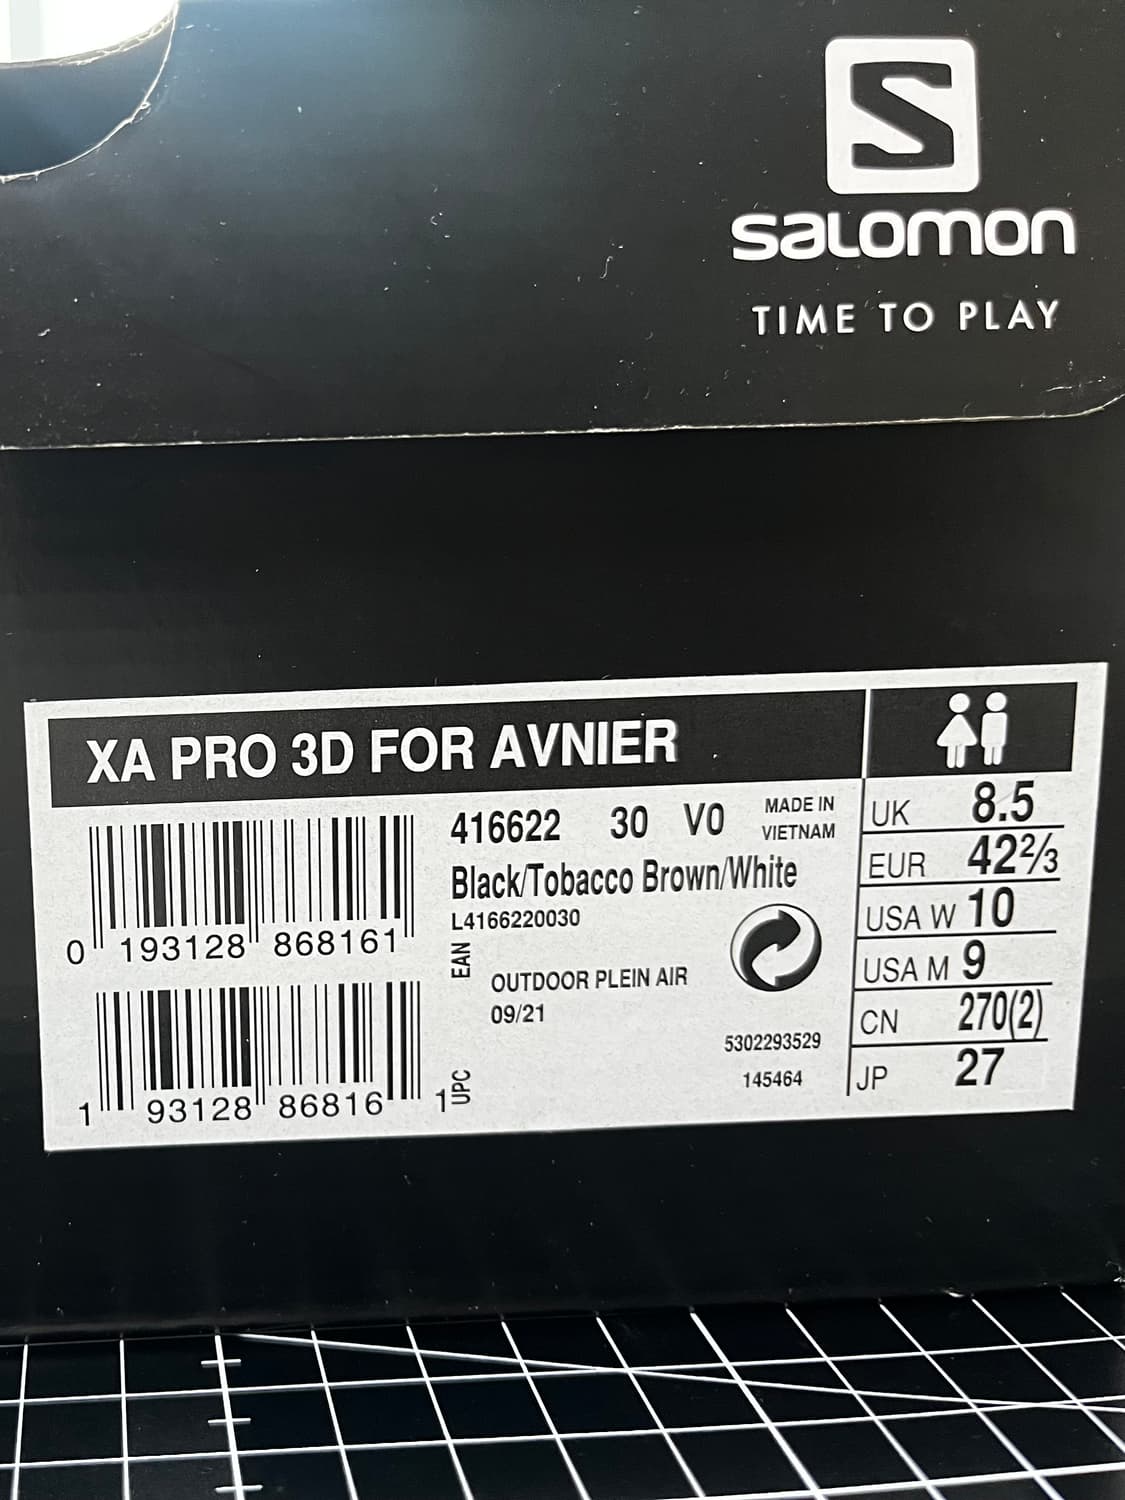 S
salomon
TIME TO PLAY
XA PRO 3D FOR AVNIER
416622 30 V0
MADE IN
VIETNAM
Black/Tobacco Brown/White
L4166220030
0 193128 868161
EAN
OUTDOOR PLEIN AIR
09/21
5302293529
145464
1 93128 86816 1
UPC
UK 8.5
EUR 42⅔
USA W 10
USA M 9
CN 270(2)
JP 27